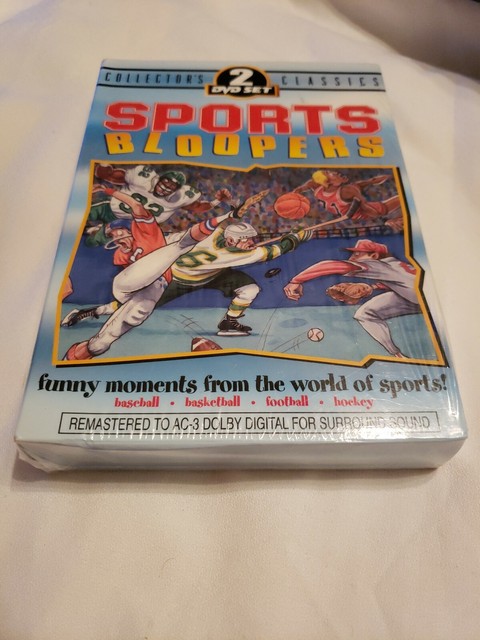 COLLECTOR'S 2 CLASSICS
DVD SET
SPORTS
BLOOPERS
funny moments from the world of sports!
baseball • basketball • football • hockey
REMASTERED TO AC-3 DOLBY DIGITAL FOR SURROUND SOUND